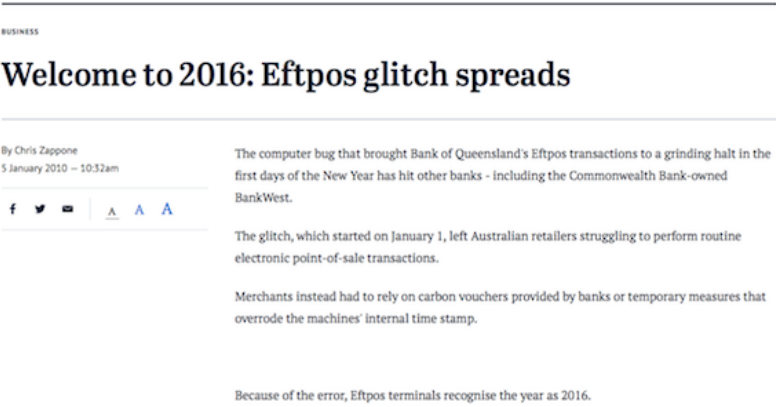 BUSINESS
Welcome to 2016: Eftpos glitch spreads
By Chris Zappone
5 January 2010 — 10:32am
A A A
The computer bug that brought Bank of Queensland's Eftpos transactions to a grinding halt in the
first days of the New Year has hit other banks - including the Commonwealth Bank-owned
BankWest.
The glitch, which started on January 1, left Australian retailers struggling to perform routine
electronic point-of-sale transactions.
Merchants instead had to rely on carbon vouchers provided by banks or temporary measures that
overrode the machines' internal time stamp.
Because of the error, Eftpos terminals recognise the year as 2016.